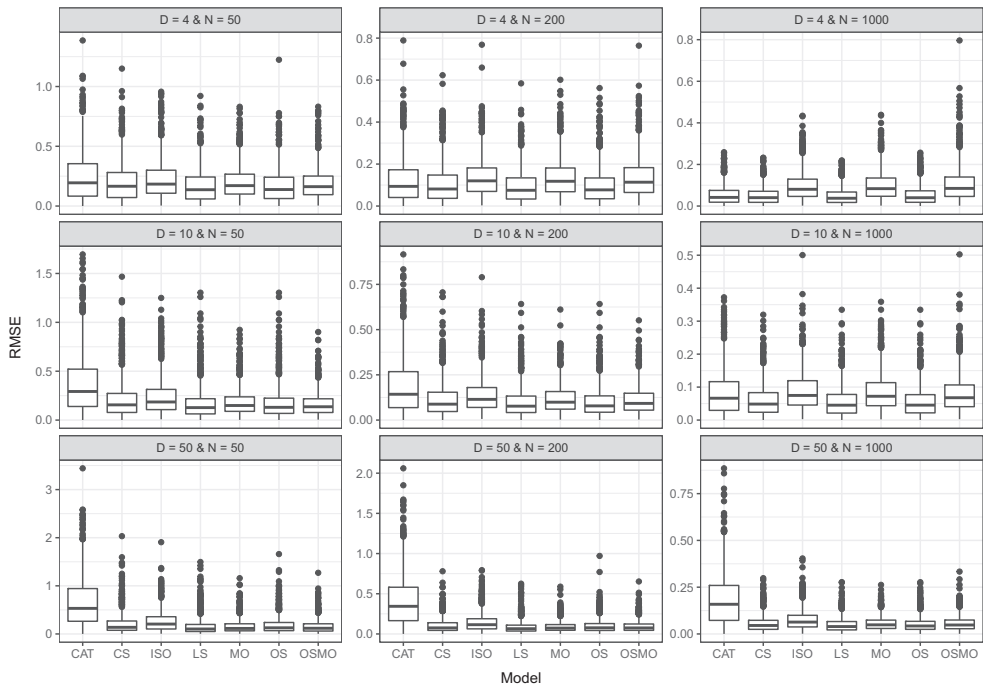 D = 4 & N = 50
D = 4 & N = 200
D = 4 & N = 1000
1.0
0.5
0.0
0.8
0.6
0.4
0.2
0.0
0.8
0.6
0.4
0.2
0.0
D = 10 & N = 50
D = 10 & N = 200
D = 10 & N = 1000
1.5
1.0
0.5
0.0
0.75
0.50
0.25
0.00
0.5
0.4
0.3
0.2
0.1
0.0
D = 50 & N = 50
D = 50 & N = 200
D = 50 & N = 1000
3
2
1
0
2.0
1.5
1.0
0.5
0.0
0.75
0.50
0.25
0.00
CAT CS ISO LS MO OS OSMO
CAT CS ISO LS MO OS OSMO
CAT CS ISO LS MO OS OSMO
RMSE
Model